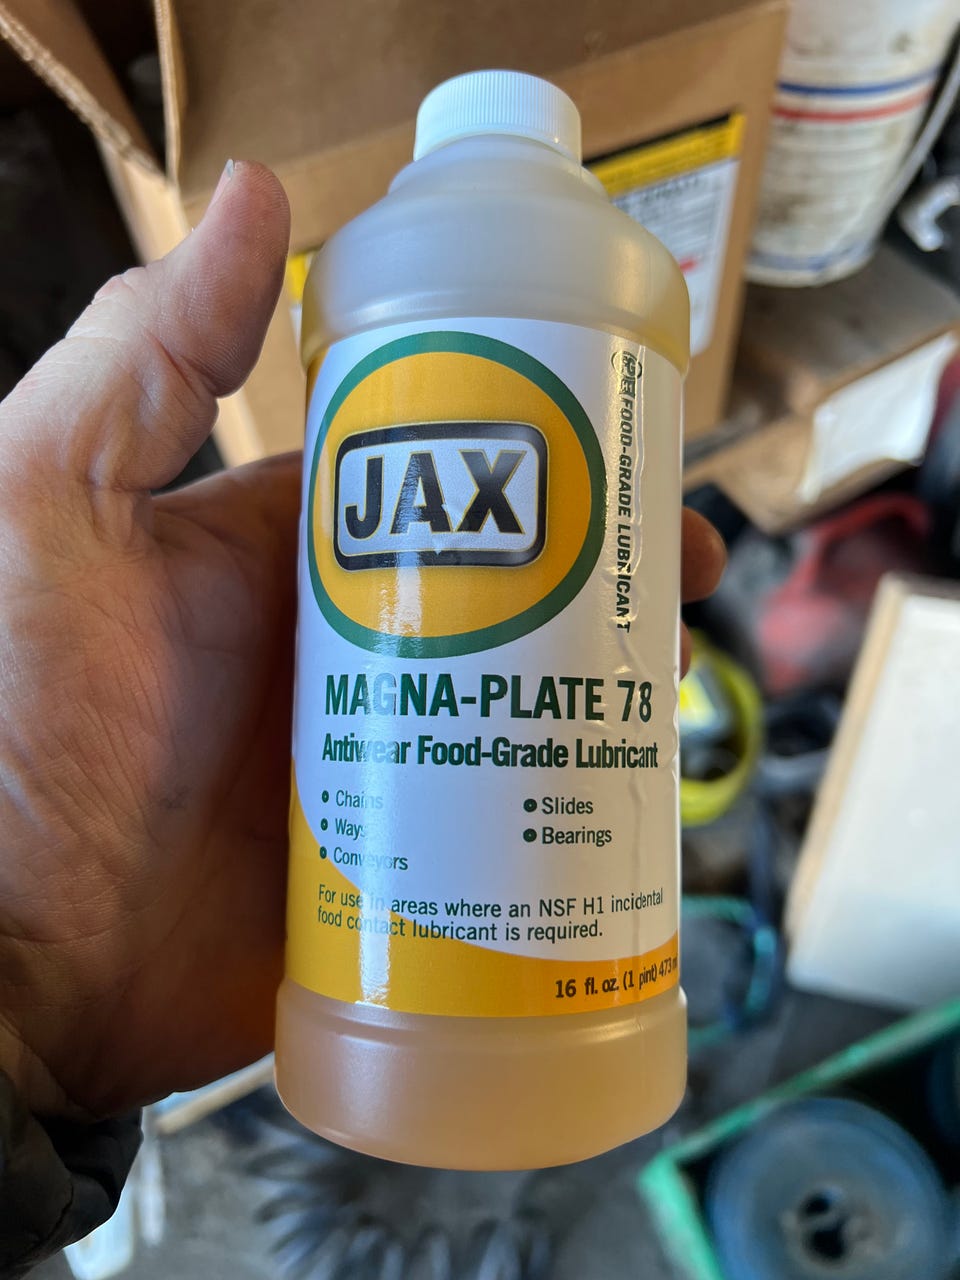 JAX
FOOD-GRADE LUBRICANT
MAGNA-PLATE 78
Antiwear Food-Grade Lubricant
Chains
Ways
Conveyors
Slides
Bearings
For use in areas where an NSF H1 incidental
food contact lubricant is required.
16 fl. oz. (1 pint) 473 m